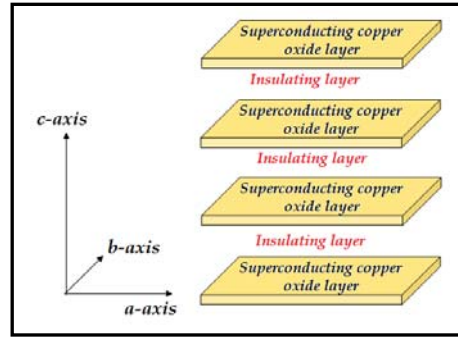 Superconducting copper
oxide layer
Insulating layer
Superconducting copper
oxide layer
Insulating layer
Superconducting copper
oxide layer
Insulating layer
Superconducting copper
oxide layer
c-axis
b-axis
a-axis